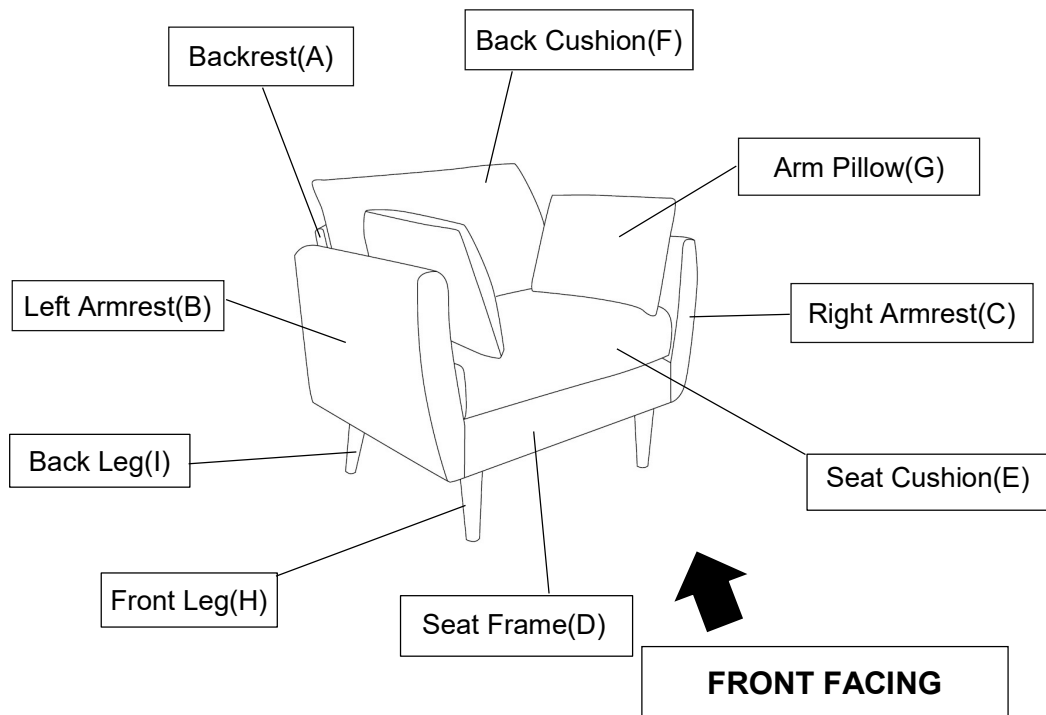 Backrest(A)
Back Cushion(F)
Arm Pillow(G)
Left Armrest(B)
Right Armrest(C)
Back Leg(I)
Seat Cushion(E)
Front Leg(H)
Seat Frame(D)
FRONT FACING